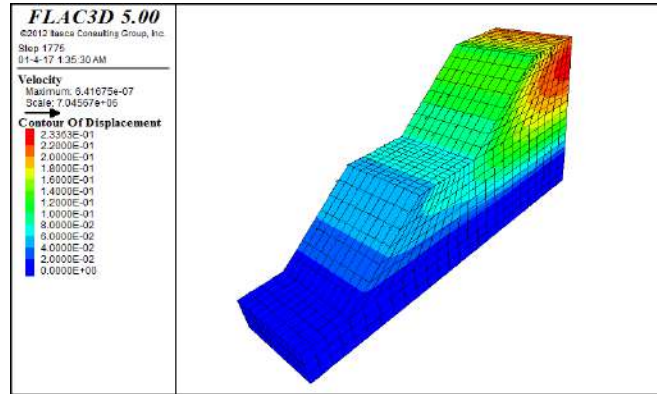 FLAC3D 5.00
©2012 Itasca Consulting Group, Inc.
Step 1775
01-4-17 1:35:30 AM
Velocity
Maximum: 6.41675e-07
Scale: 7.04567e+06
Contour Of Displacement
2.3363E-01
2.2000E-01
2.0000E-01
1.8000E-01
1.6000E-01
1.4000E-01
1.2000E-01
1.0000E-01
8.0000E-02
6.0000E-02
4.0000E-02
2.0000E-02
0.0000E+00